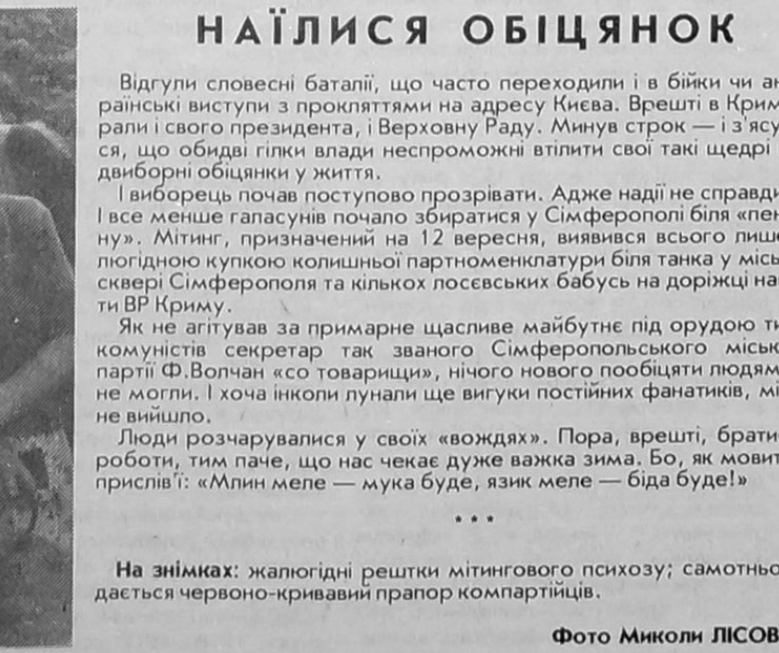 НАЇЛИСЯ ОБІЦЯНОК
Відгули словесні баталії, що часто переходили і в бійки чи ан
раїнські виступи з прокляттями на адресу Києва. Врешті в Крим
рали і свого президента, і Верховну Раду. Минув строк — і з’ясу
ся, що обидві гілки влади неспроможні втілити свої такі щедрі
двиборні обіцянки у життя.
І виборець почав поступово прозрівати. Адже надії не справди
І все менше галасунів почало збиратися у Сімферополі біля «пен
ну». Мітинг, призначений на 12 вересня, виявився всього лише
люгідною купкою колишньої партноменклатури біля танка у місь
сквері Сімферополя та кількох лосєвських бабусь на доріжці на
ти ВР Криму.
Як не агітував за примарне щасливе майбутнє під орудою ти
комуністів секретар так званого Сімферопольського міськ
партії Ф.Волчан «со товарищи», нічого нового пообіцяти людям
не могли. І хоча інколи лунали ще вигуки постійних фанатиків, мі
не вийшло.
Люди розчарувалися у своїх «вождях». Пора, врешті, брати
роботи, тим паче, що нас чекає дуже важка зима. Бо, як мовит
прислів’ї: «Млин меле — мука буде, язик меле — біда буде!»
* * *
На знімках: жалюгідні рештки мітингового психозу; самотньо
дається червоно-кривавий прапор компартійців.
Фото Миколи ЛІСОВ